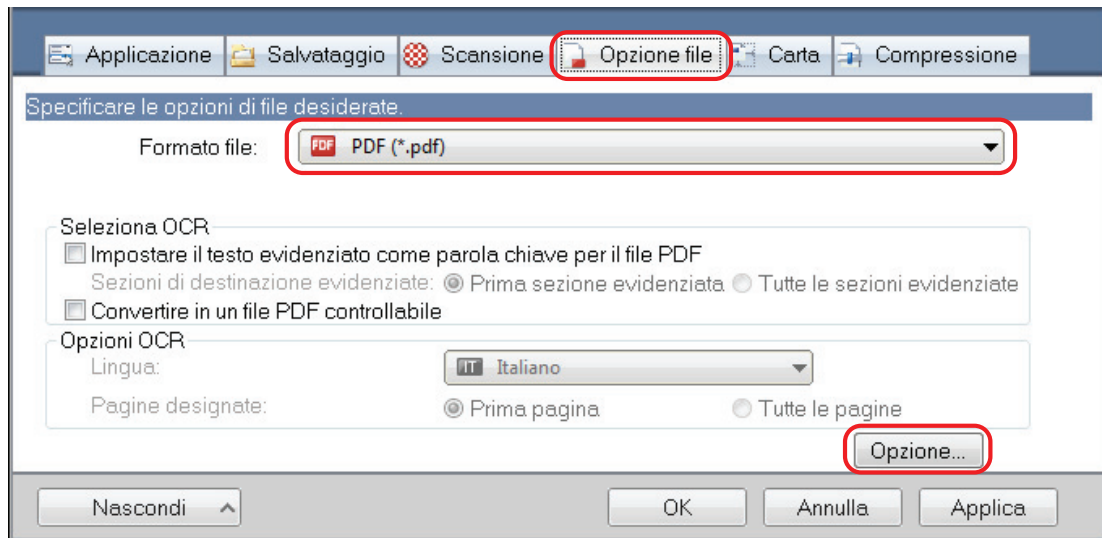 Applicazione Salvataggio Scansione Opzione file Carta Compressione
Specificare le opzioni di file desiderate.
Formato file: PDF PDF (*.pdf)
Seleziona OCR
Impostare il testo evidenziato come parola chiave per il file PDF
Sezioni di destinazione evidenziate: Prima sezione evidenziata Tutte le sezioni evidenziate
Convertire in un file PDF controllabile
Opzioni OCR
Lingua: IT Italiano
Pagine designate: Prima pagina Tutte le pagine
Opzione...
Nascondi OK Annulla Applica